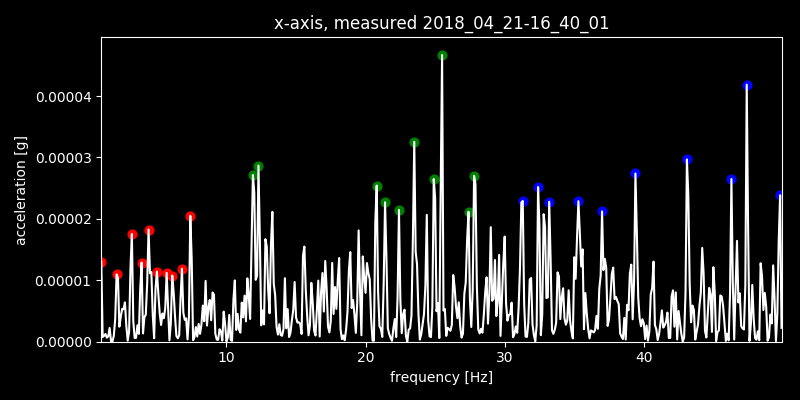 x-axis, measured 2018_04_21-16_40_01
acceleration [g]
0.00004
0.00003
0.00002
0.00001
0.00000
10 20 30 40
frequency [Hz]